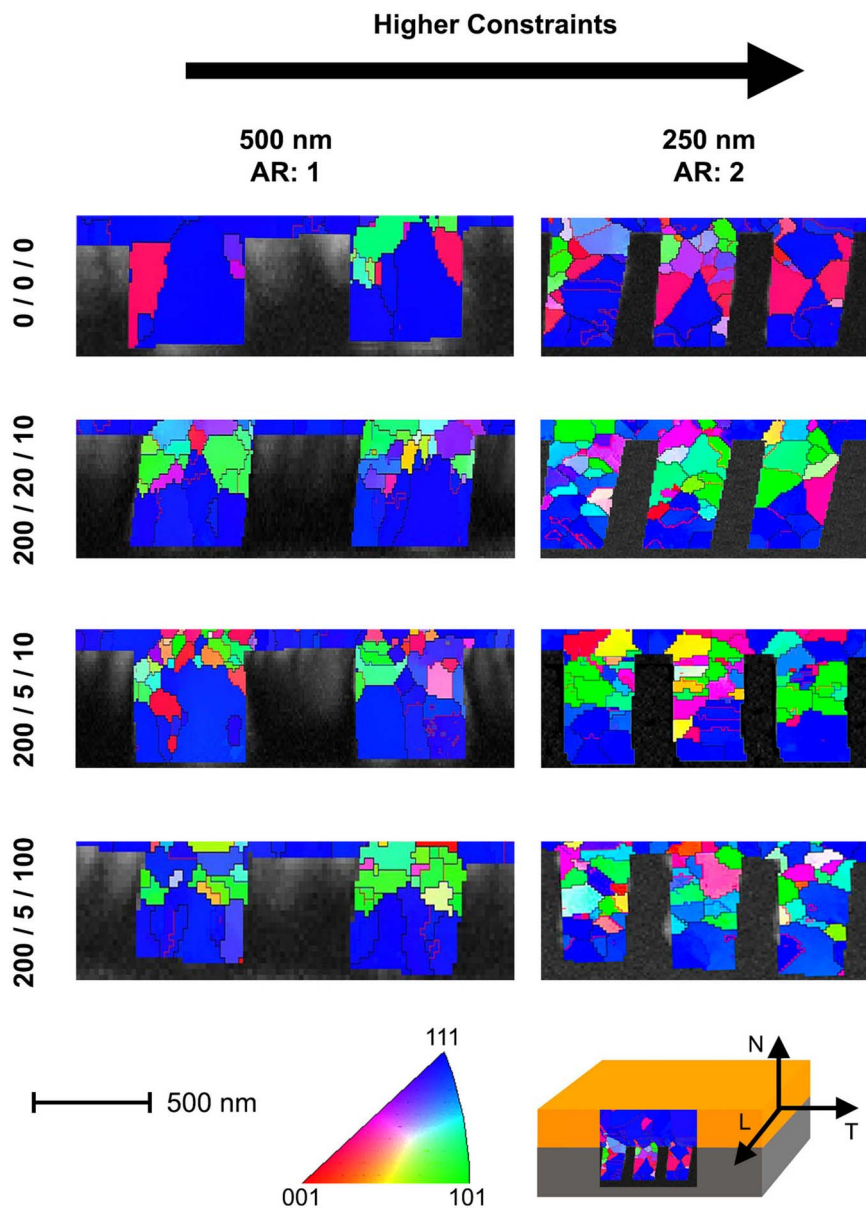 Higher Constraints
500 nm
AR: 1
250 nm
AR: 2
0 / 0 / 0
200 / 20 / 10
200 / 5 / 10
200 / 5 / 100
500 nm
111
001
101
N
L
T